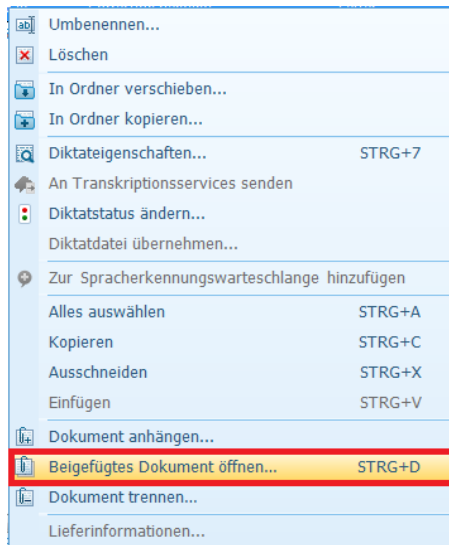 Umbenennen...
Löschen
In Ordner verschieben...
In Ordner kopieren...
Diktateigenschaften... STRG+7
An Transkriptionsservices senden
Diktatstatus ändern...
Diktatdatei übernehmen...
Zur Spracherkennungswarteschlange hinzufügen
Alles auswählen STRG+A
Kopieren STRG+C
Ausschneiden STRG+X
Einfügen STRG+V
Dokument anhängen...
Beigefügtes Dokument öffnen... STRG+D
Dokument trennen...
Lieferinformationen...